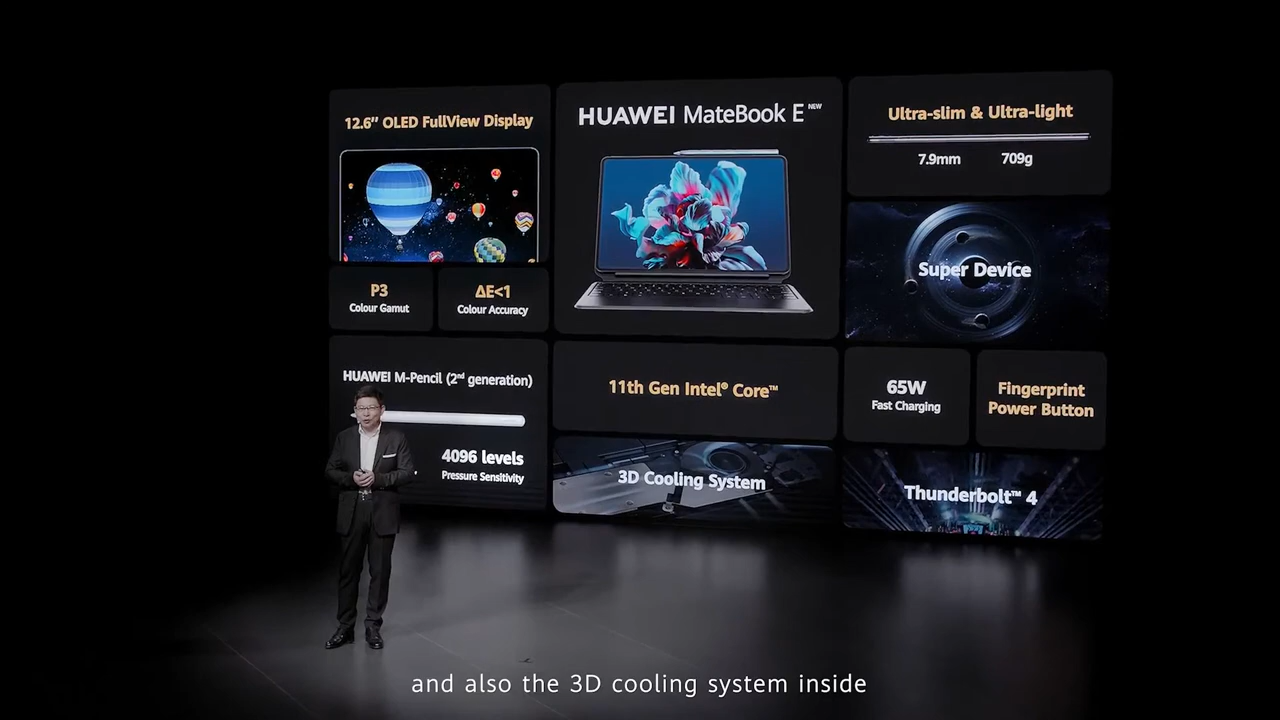 12.6″ OLED FullView Display
P3
Colour Gamut
ΔE<1
Colour Accuracy
HUAWEI M-Pencil (2nd generation)
4096 levels
Pressure Sensitivity
HUAWEI MateBook E NEW
11th Gen Intel® Core™
3D Cooling System
Ultra-slim & Ultra-light
7.9mm
709g
Super Device
65W
Fast Charging
Fingerprint
Power Button
Thunderbolt™ 4
and also the 3D cooling system inside